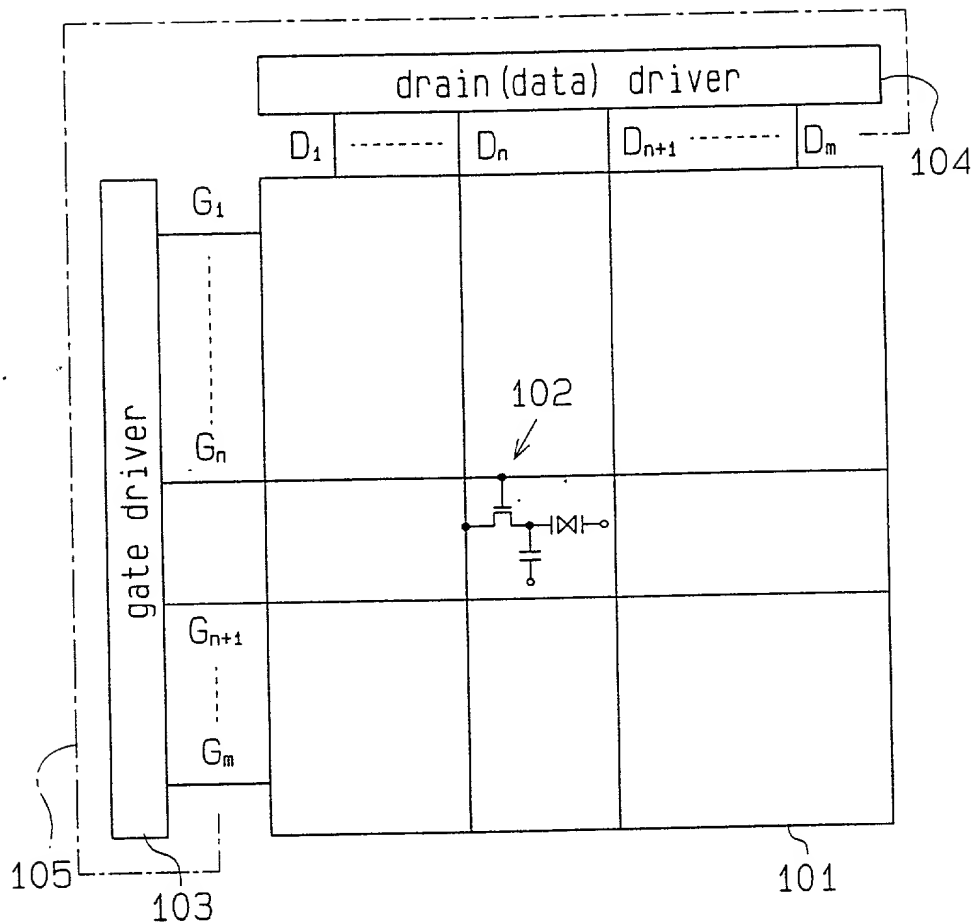 drain(data) driver
D1 Dn Dn+1 Dm
104
G1
102
Gn
gate driver
Gn+1
Gm
105
103
101